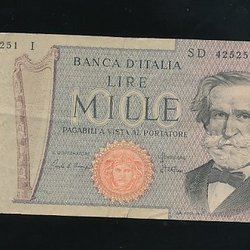 251 I
SD 42525
BANCA D'ITALIA
LIRE
MILLE
PAGABILI A VISTA AL PORTATORE